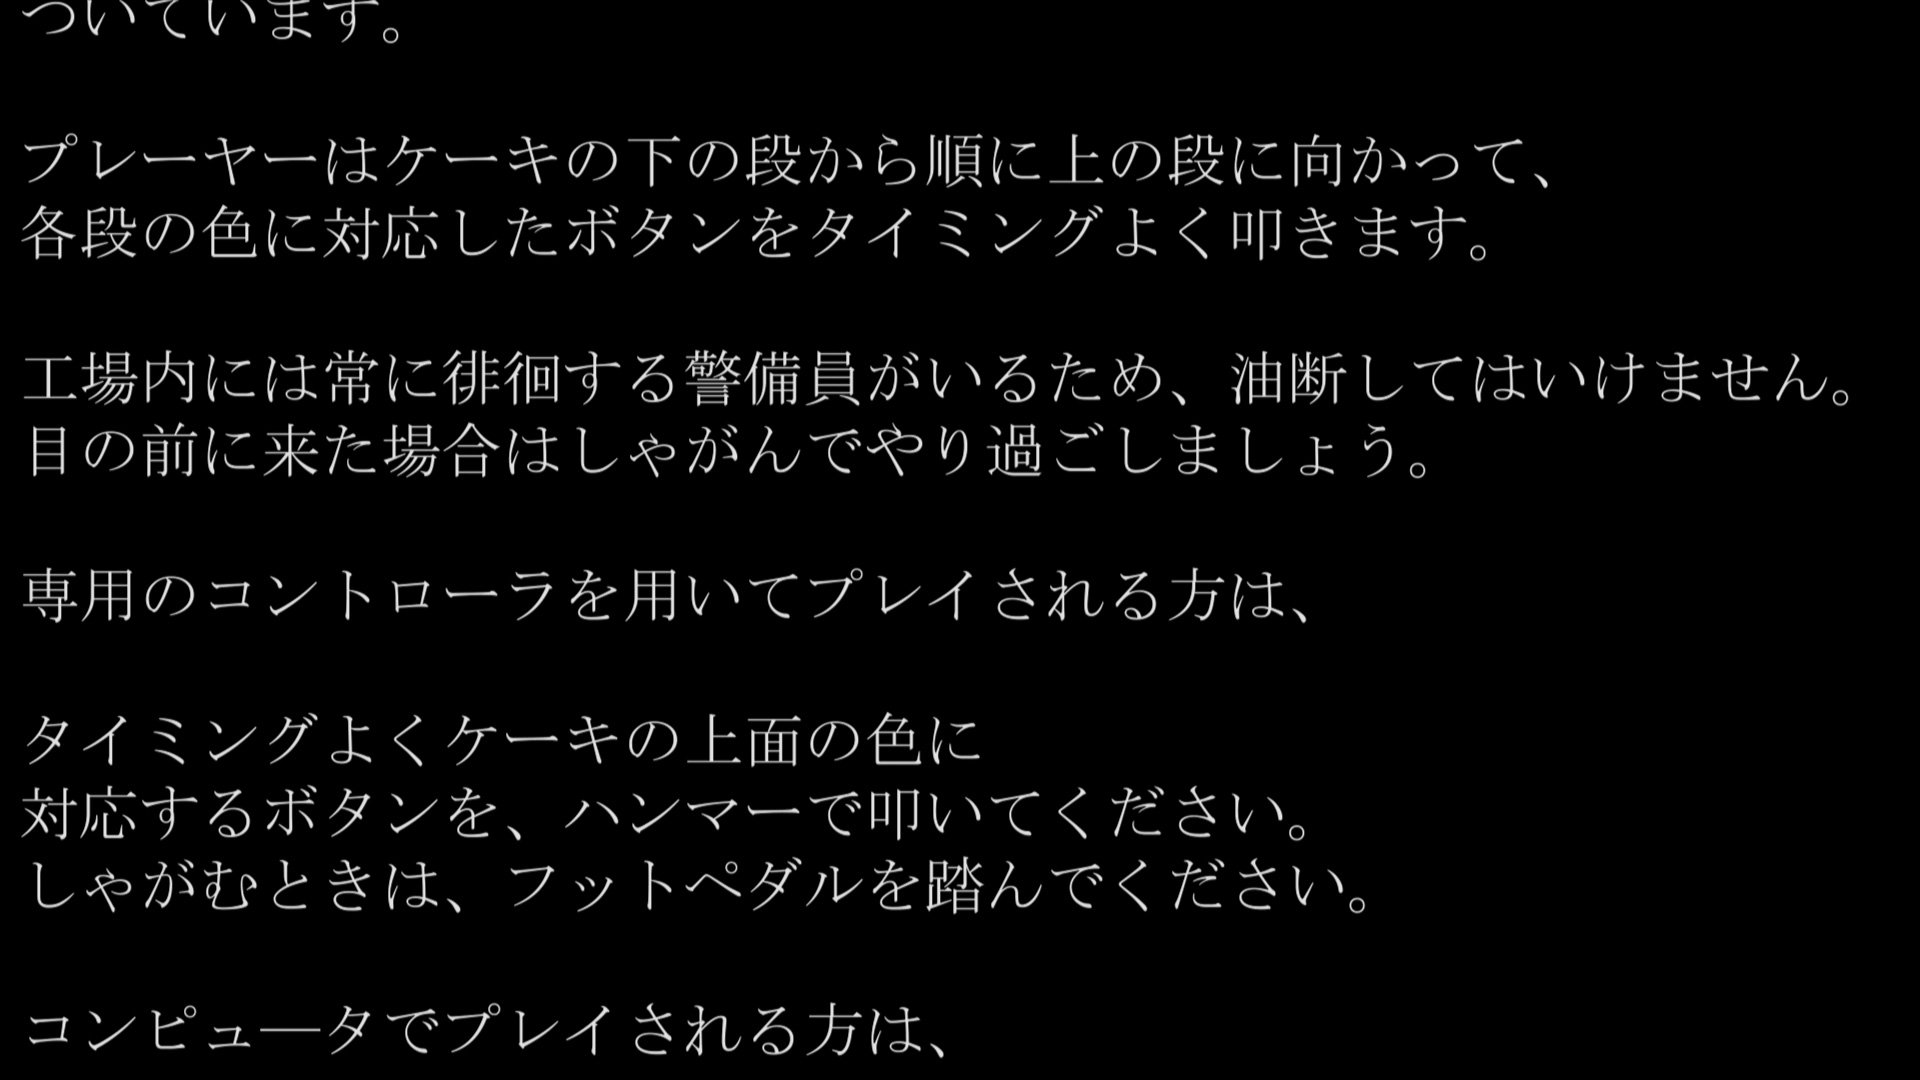 ついています。
プレーヤーはケーキの下の段から順に上の段に向かって、
各段の色に対応したボタンをタイミングよく叩きます。
工場内には常に徘徊する警備員がいるため、油断してはいけません。
目の前に来た場合はしゃがんでやり過ごしましょう。
専用のコントローラを用いてプレイされる方は、
タイミングよくケーキの上面の色に
対応するボタンを、ハンマーで叩いてください。
しゃがむときは、フットペダルを踏んでください。
コンピュ―タでプレイされる方は、